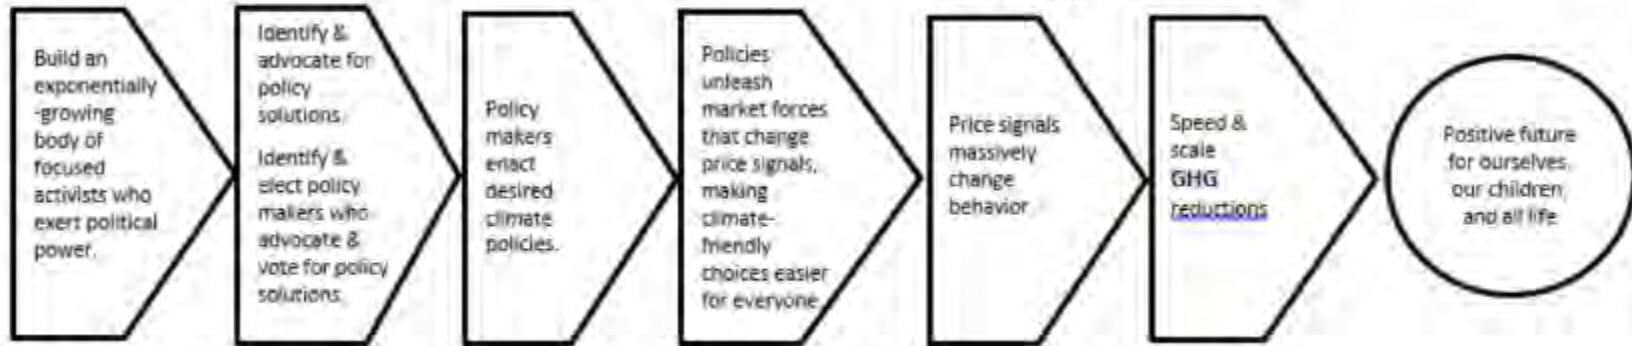 Build an
exponentially
-growing
body of
focused
activists who
exert political
power.
Identify &
advocate for
policy
solutions.
Identify &
elect policy
makers who
advocate &
vote for policy
solutions.
Policy
makers
enact
desired
climate
policies.
Policies
unleash
market forces
that change
price signals,
making
climate-
friendly
choices easier
for everyone
Price signals
massively
change
behavior
Speed &
scale
GHG
reductions
Positive future
for ourselves,
our children,
and all life